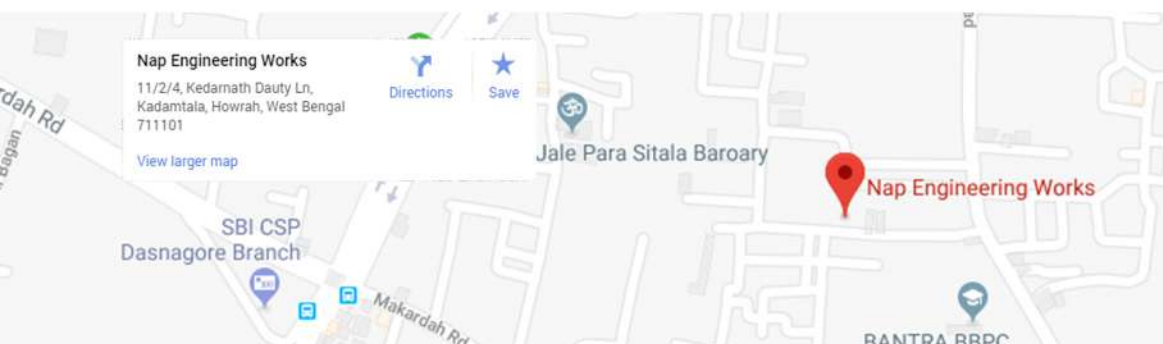 Nap Engineering Works
11/2/4, Kedarnath Dauty Ln,
Kadamtala, Howrah, West Bengal
711101
Directions
Save
View larger map
Rd
Bagan
Jale Para Sitala Baroary
Nap Engineering Works
SBI CSP
Dasnagore Branch
Makardah Rd
BANTRA BBPC